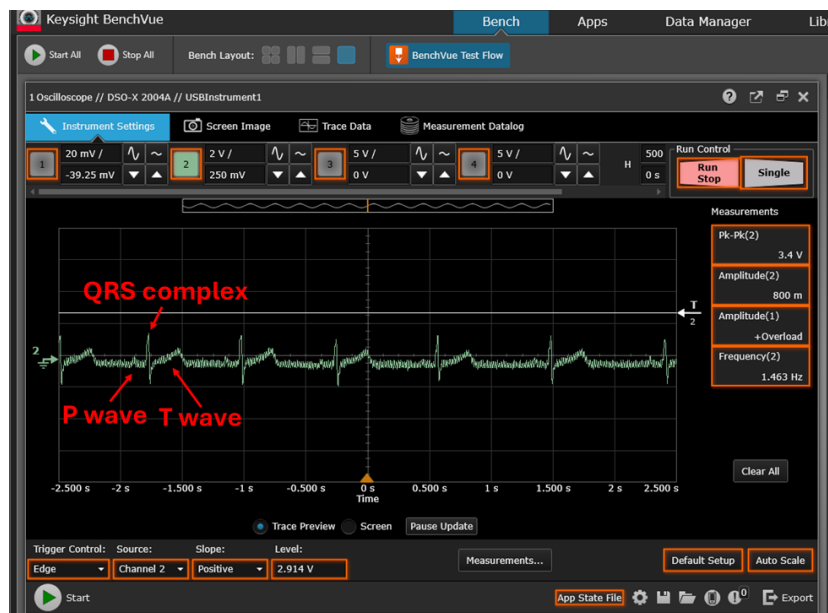 Keysight BenchVue
Bench
Apps
Data Manager
Lib
Start All
Stop All
Bench Layout:
BenchVue Test Flow
1 Oscilloscope // DSO-X 2004A // USBInstrument1
Instrument Settings
Screen Image
Trace Data
Measurement Datalog
1
20 mV /
-39.25 mV
2
2 V /
250 mV
3
5 V /
0 V
4
5 V /
0 V
H
500
0 s
Run Control
Run
Stop
Single
Measurements
Pk-Pk(2)
3.4 V
Amplitude(2)
800 m
Amplitude(1)
+Overload
Frequency(2)
1.463 Hz
Clear All
QRS complex
T
2
2
P wave
T wave
-2.500 s
-2 s
-1.500 s
-1 s
-0.500 s
0 s
0.500 s
1 s
1.500 s
2 s
2.500 s
Time
Trace Preview
Screen
Pause Update
Trigger Control:
Source:
Slope:
Level:
Edge
Channel 2
Positive
2.914 V
Measurements...
Default Setup
Auto Scale
Start
App State File
0
Export